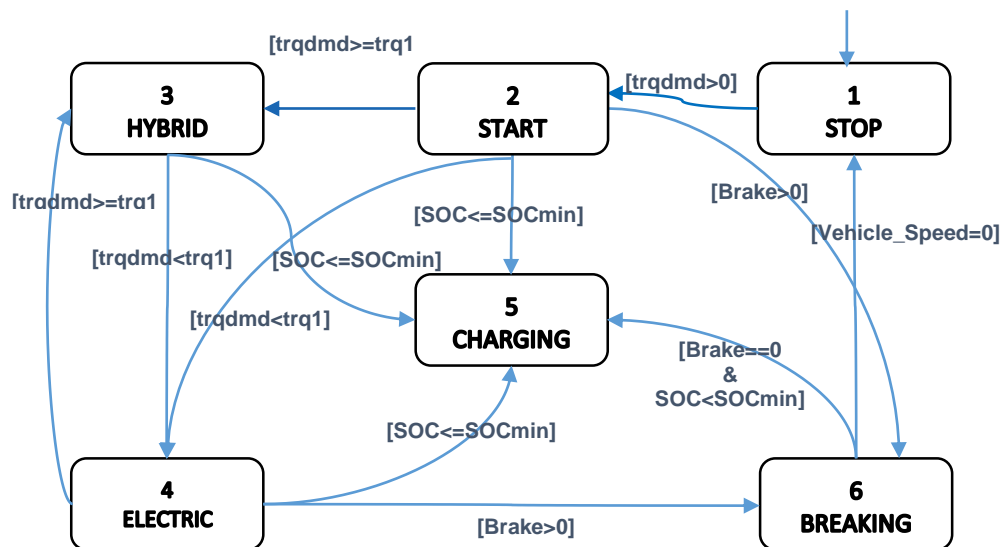 [trqdmd>=trq1
[trqdmd>0]
3
HYBRID
2
START
1
STOP
[trqdmd>=trq1
[Brake>0]
[SOC<=SOCmin]
[Vehicle_Speed=0]
[trqdmd<trq1]
[SOC<=SOCmin]
[trqdmd<trq1]
5
CHARGING
[Brake==0
&
SOC<SOCmin]
[SOC<=SOCmin]
4
ELECTRIC
[Brake>0]
6
BREAKING